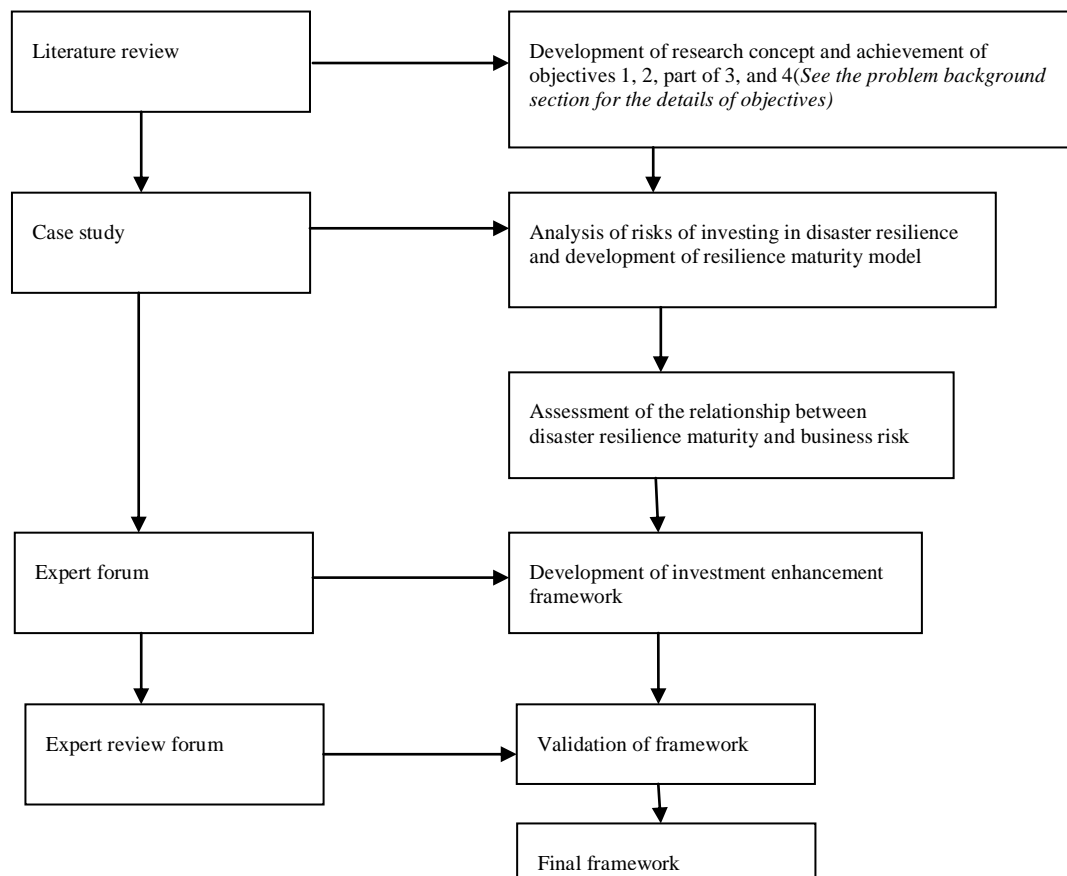 Literature review
Development of research concept and achievement of
objectives 1, 2, part of 3, and 4(See the problem background
section for the details of objectives)
Case study
Analysis of risks of investing in disaster resilience
and development of resilience maturity model
Assessment of the relationship between
disaster resilience maturity and business risk
Expert forum
Development of investment enhancement
framework
Expert review forum
Validation of framework
Final framework